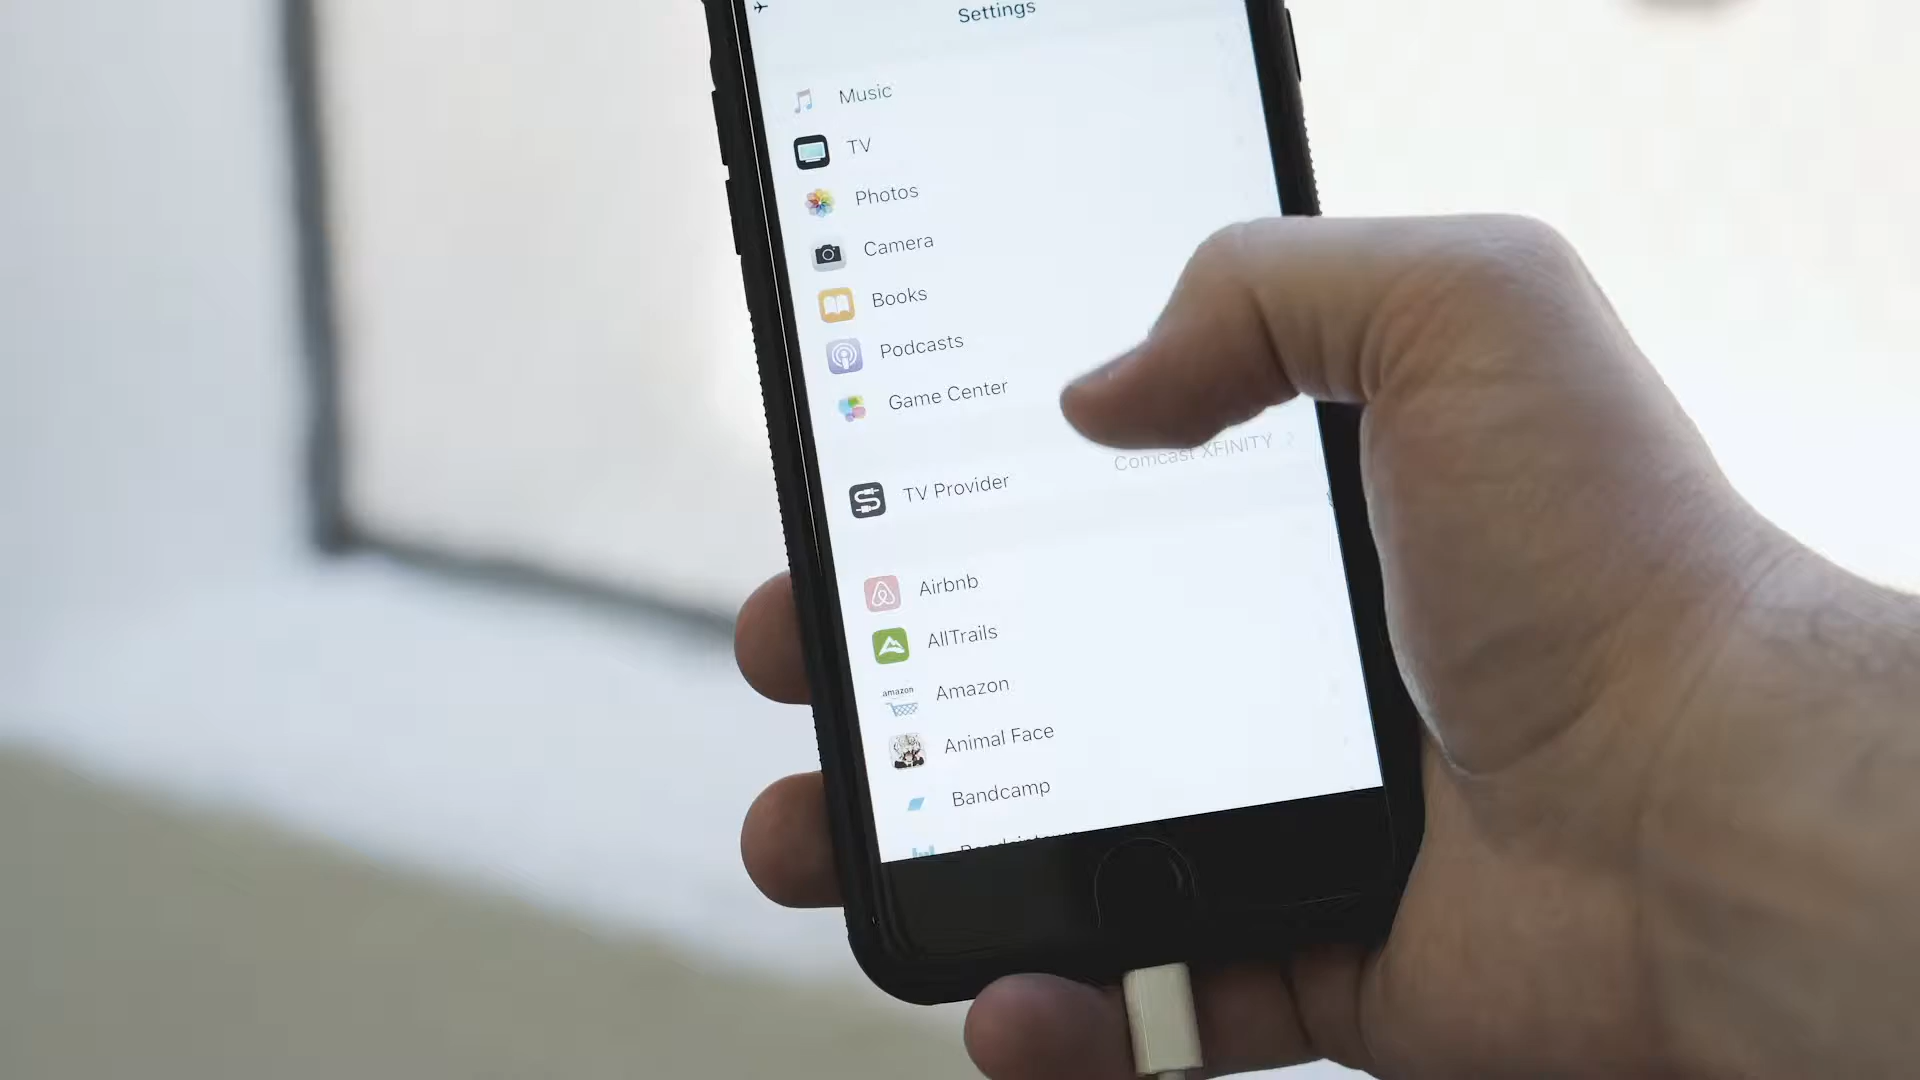 Settings
Music
TV
Photos
Camera
Books
Podcasts
Game Center
TV Provider Comcast XFINITY
Airbnb
AllTrails
amazon Amazon
Animal Face
Bandcamp